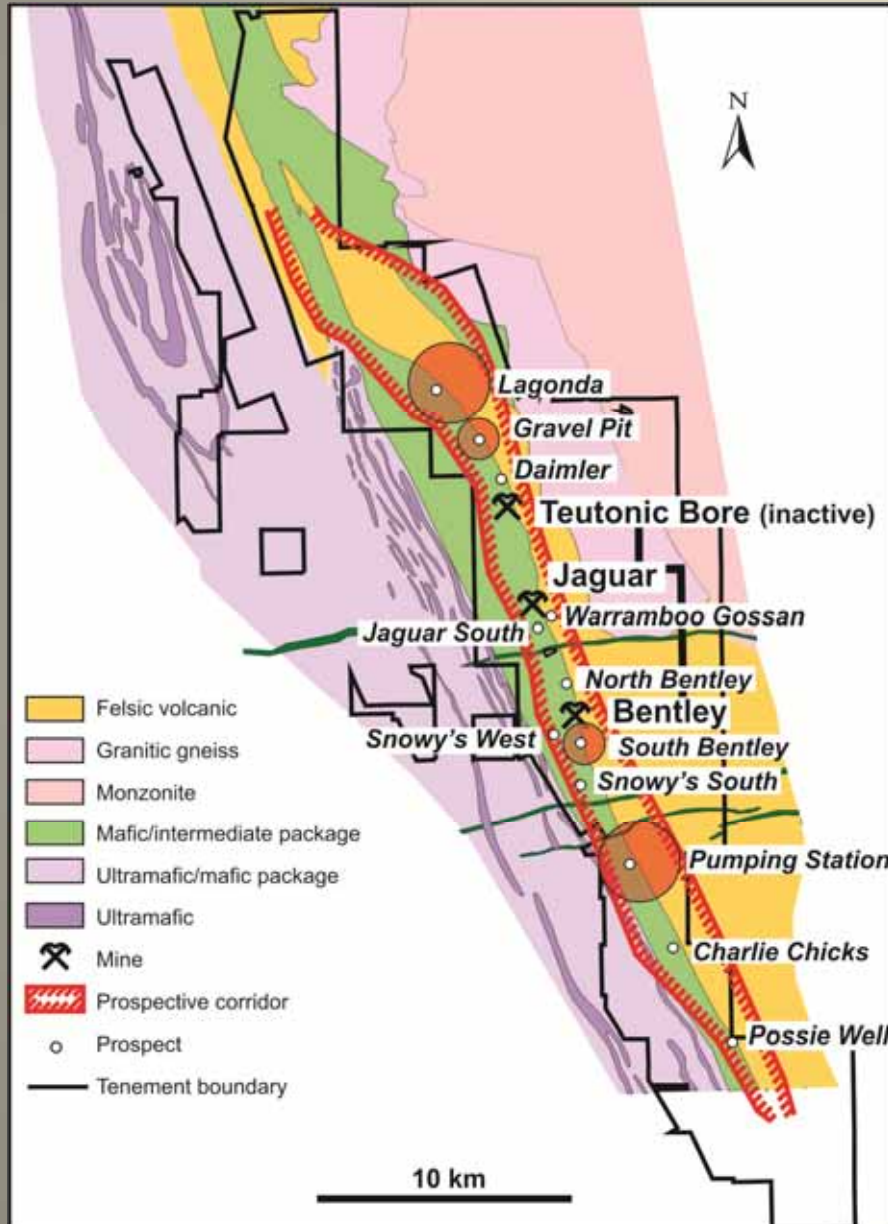 N
Lagonda
Gravel Pit
Daimler
Teutonic Bore (inactive)
Jaguar
Warramboo Gossan
Jaguar South
North Bentley
Bentley
Snowy's West
South Bentley
Snowy's South
Pumping Station
Charlie Chicks
Possie Well
Felsic volcanic
Granitic gneiss
Monzonite
Mafic/intermediate package
Ultramafic/mafic package
Ultramafic
Mine
Prospective corridor
Prospect
Tenement boundary
10 km